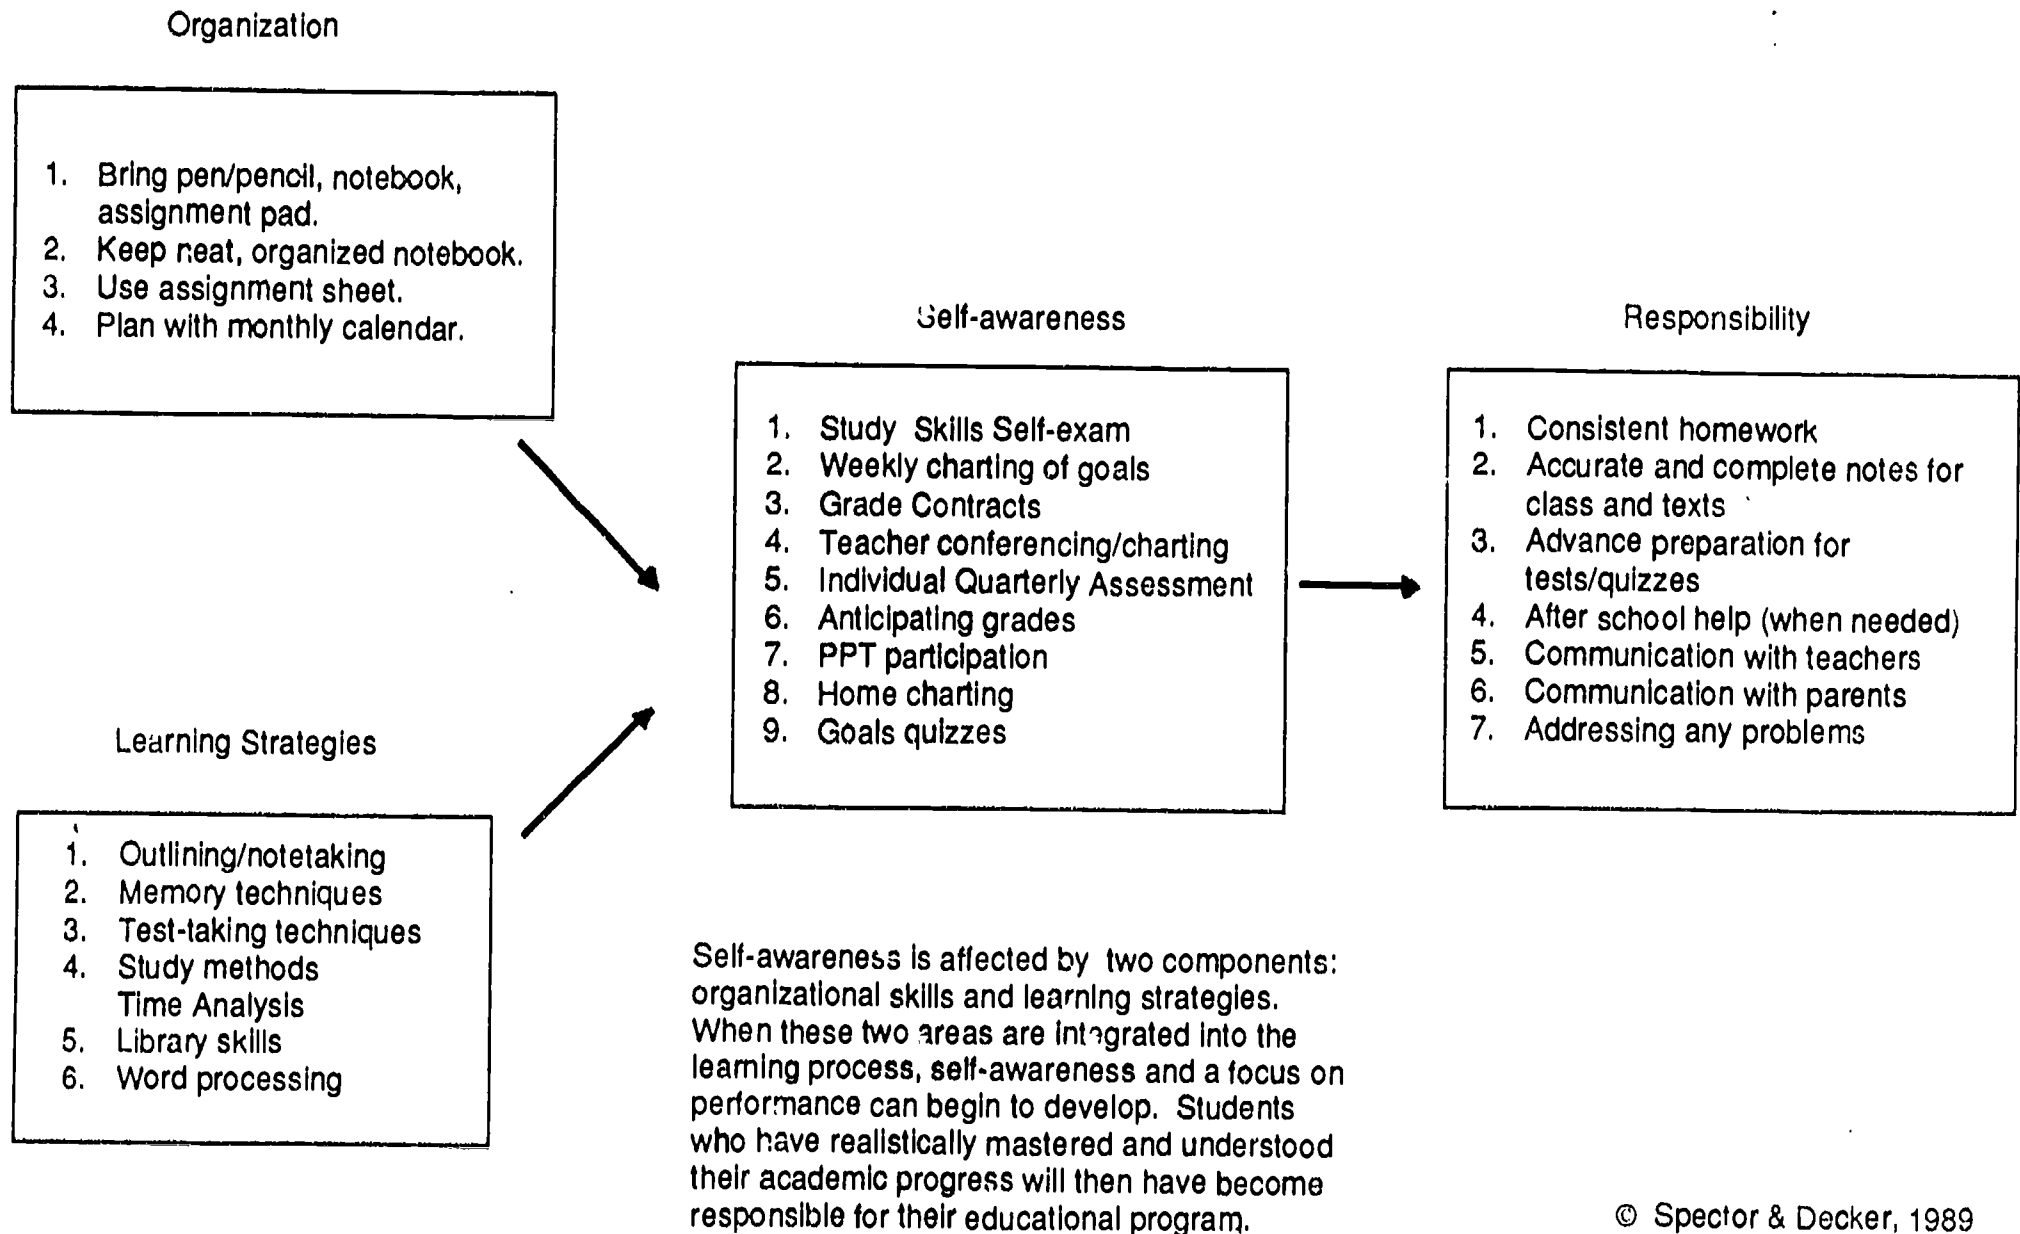 Organization
1. Bring pen/pencil, notebook,
assignment pad.
2. Keep neat, organized notebook.
3. Use assignment sheet.
4. Plan with monthly calendar.
Learning Strategies
1. Outlining/notetaking
2. Memory techniques
3. Test-taking techniques
4. Study methods
Time Analysis
5. Library skills
6. Word processing
Self-awareness
1. Study Skills Self-exam
2. Weekly charting of goals
3. Grade Contracts
4. Teacher conferencing/charting
5. Individual Quarterly Assessment
6. Anticipating grades
7. PPT participation
8. Home charting
9. Goals quizzes
Responsibility
1. Consistent homework
2. Accurate and complete notes for
class and texts
3. Advance preparation for
tests/quizzes
4. After school help (when needed)
5. Communication with teachers
6. Communication with parents
7. Addressing any problems
Self-awareness is affected by two components:
organizational skills and learning strategies.
When these two areas are integrated into the
learning process, self-awareness and a focus on
performance can begin to develop. Students
who have realistically mastered and understood
their academic progress will then have become
responsible for their educational program.
© Spector & Decker, 1989